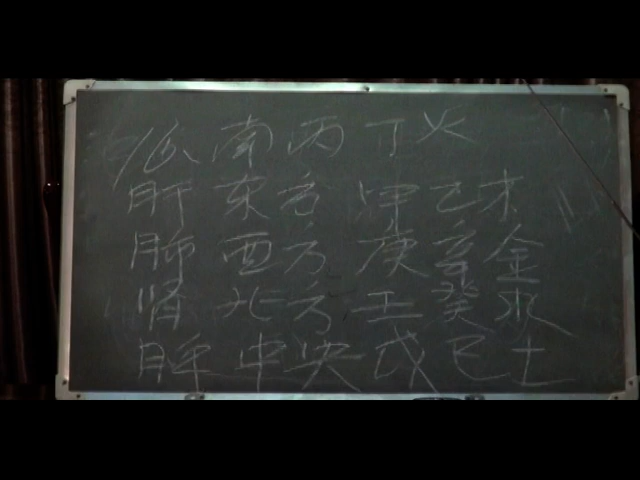 心 南 丙 丁 火
肝 东方 甲 乙 木
肺 西方 庚 辛 金
肾 北方 壬 癸 水
脾 中央 戊 己 土